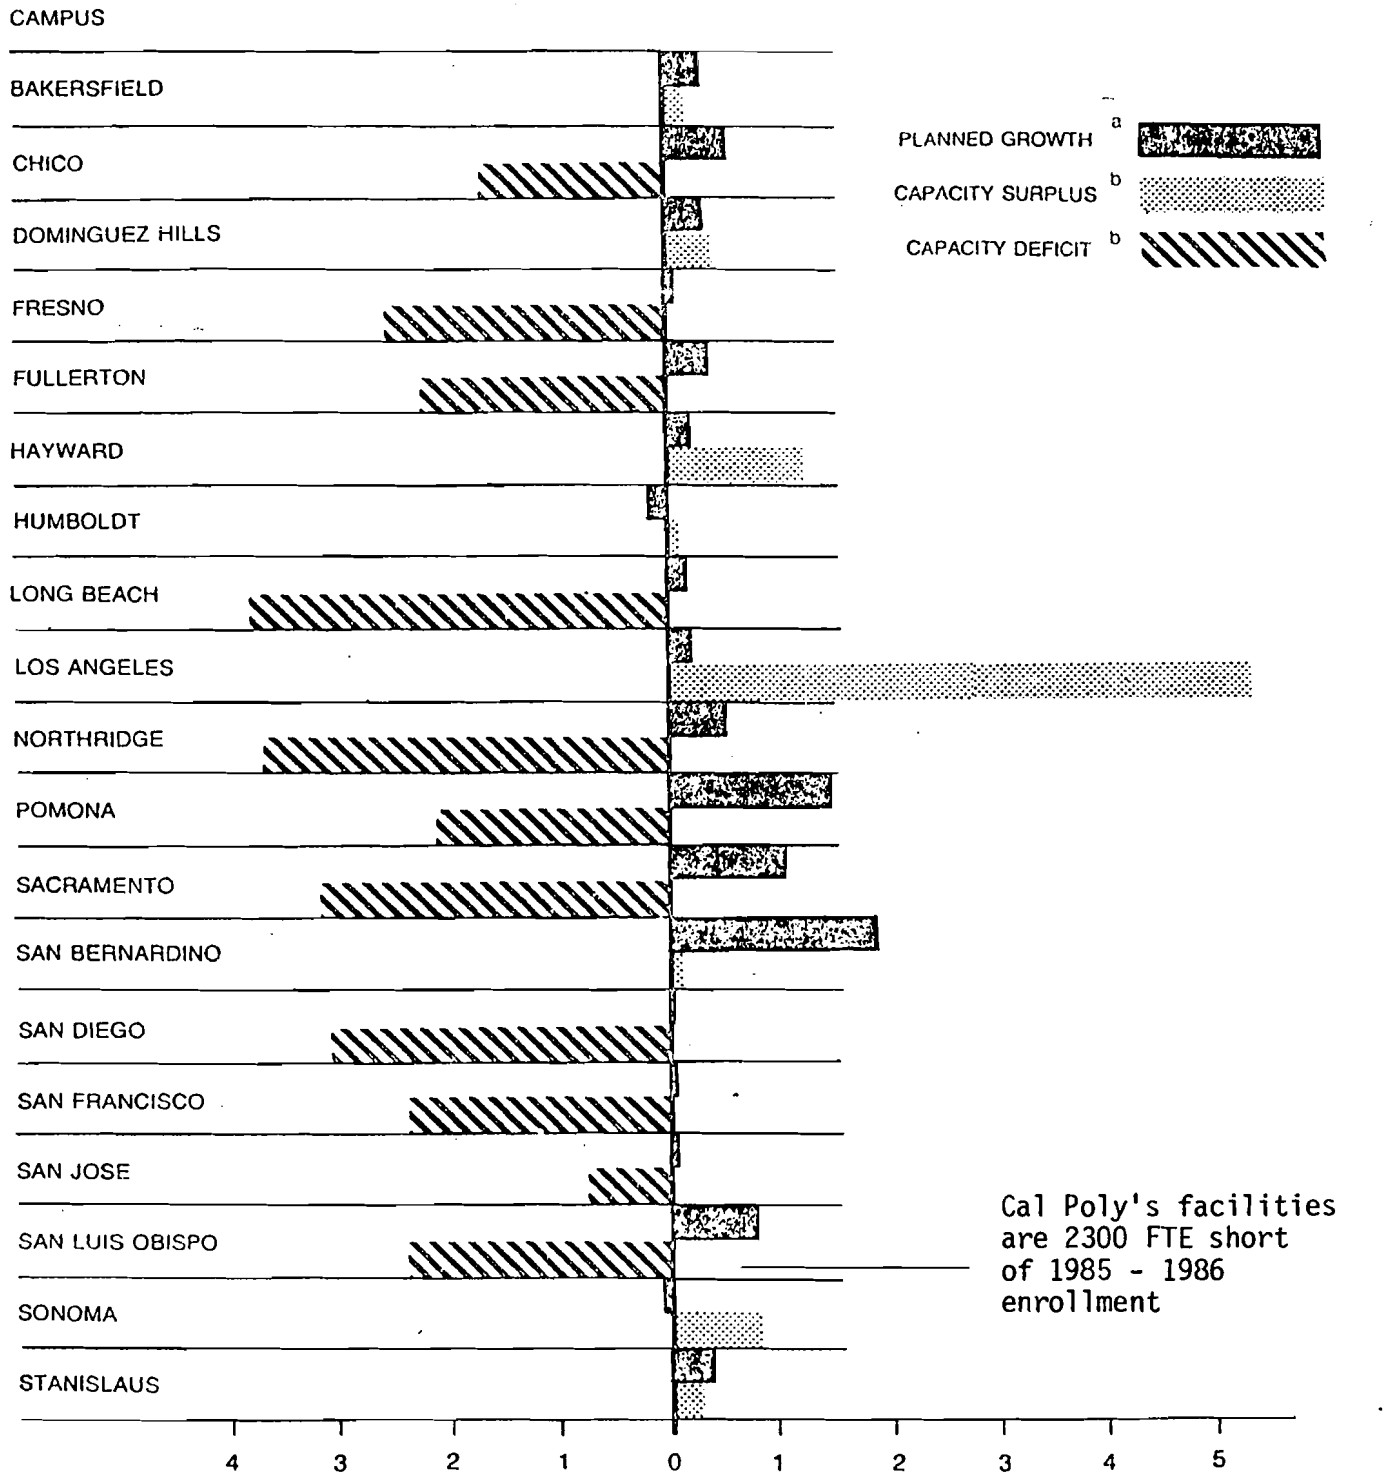 CAMPUS
BAKERSFIELD
CHICO
DOMINGUEZ HILLS
FRESNO
FULLERTON
HAYWARD
HUMBOLDT
LONG BEACH
LOS ANGELES
NORTHRIDGE
POMONA
SACRAMENTO
SAN BERNARDINO
SAN DIEGO
SAN FRANCISCO
SAN JOSE
SAN LUIS OBISPO
SONOMA
STANISLAUS
PLANNED GROWTH a
CAPACITY SURPLUS b
CAPACITY DEFICIT b
Cal Poly's facilities
are 2300 FTE short
of 1985 - 1986
enrollment
4 3 2 1 0 1 2 3 4 5